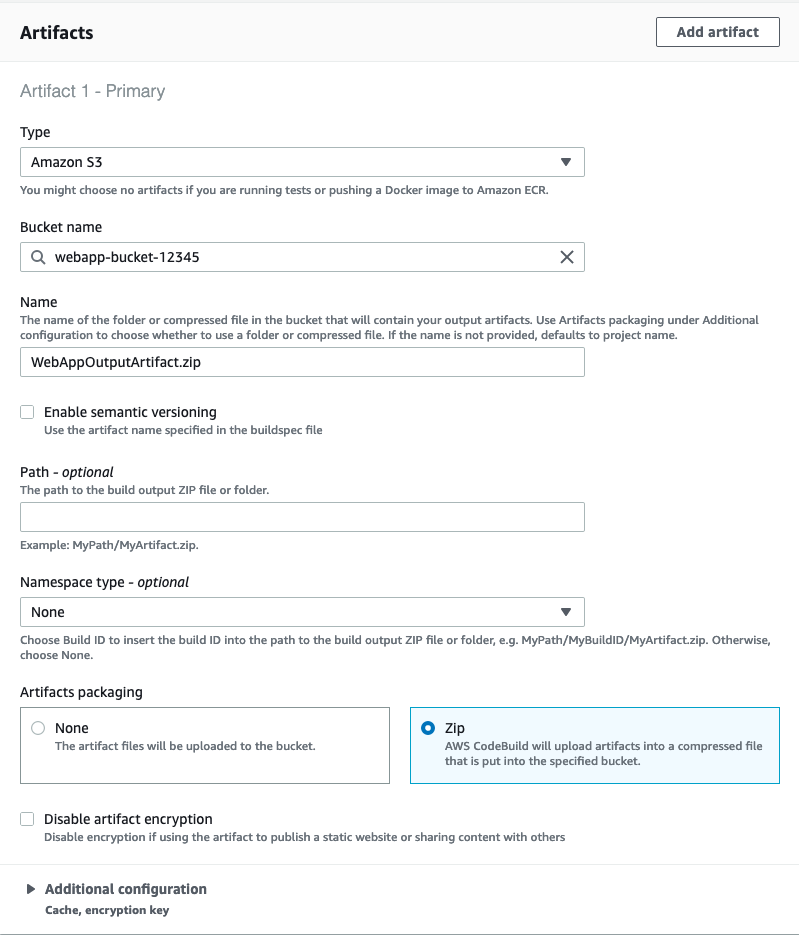 Artifacts
Add artifact
Artifact 1 - Primary
Type
Amazon S3
You might choose no artifacts if you are running tests or pushing a Docker image to Amazon ECR.
Bucket name
webapp-bucket-12345
Name
The name of the folder or compressed file in the bucket that will contain your output artifacts. Use Artifacts packaging under Additional
configuration to choose whether to use a folder or compressed file. If the name is not provided, defaults to project name.
WebAppOutputArtifact.zip
Enable semantic versioning
Use the artifact name specified in the buildspec file
Path - optional
The path to the build output ZIP file or folder.
Example: MyPath/MyArtifact.zip.
Namespace type - optional
None
Choose Build ID to insert the build ID into the path to the build output ZIP file or folder, e.g. MyPath/MyBuildID/MyArtifact.zip. Otherwise,
choose None.
Artifacts packaging
None
The artifact files will be uploaded to the bucket.
Zip
AWS CodeBuild will upload artifacts into a compressed file
that is put into the specified bucket.
Disable artifact encryption
Disable encryption if using the artifact to publish a static website or sharing content with others
Additional configuration
Cache, encryption key